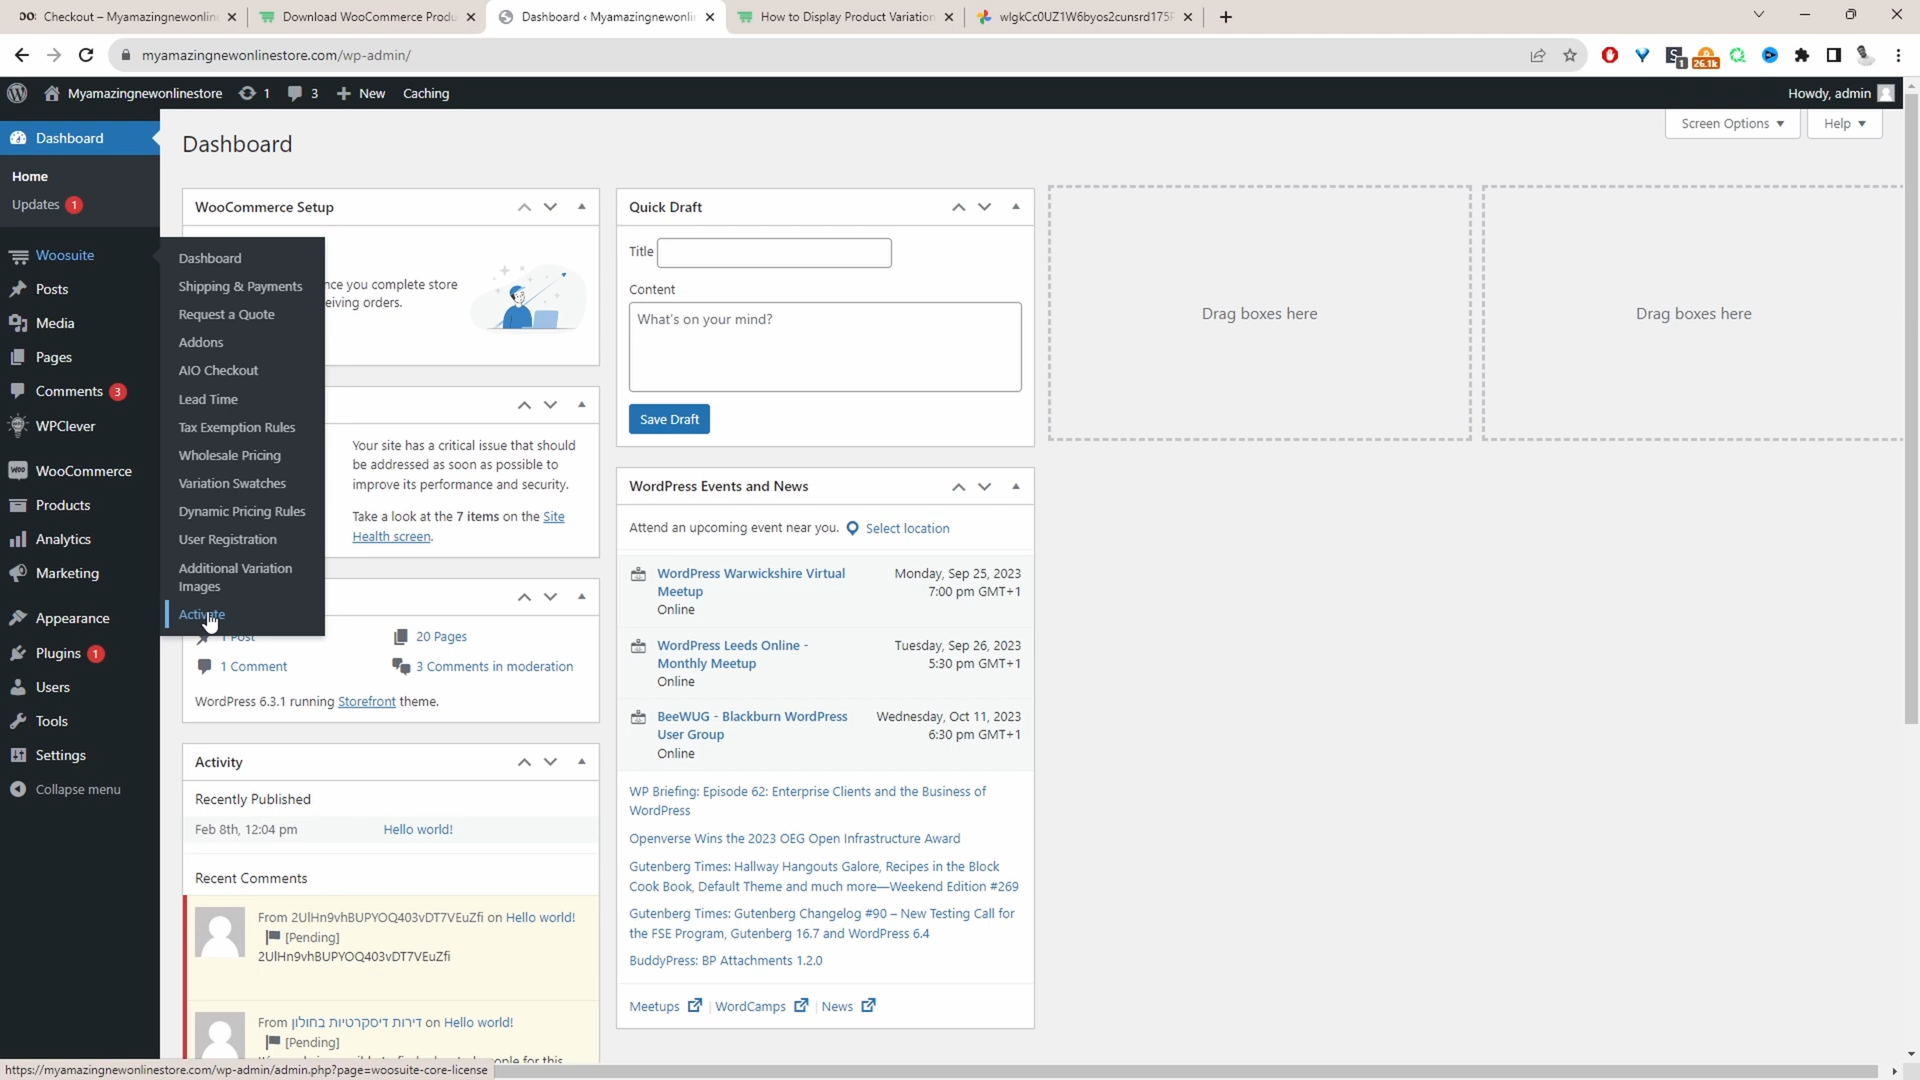 Checkout – Myamazingnewonlin
Download WooCommerce Produ
Dashboard ‹ Myamazingnewonli
How to Display Product Variation
wlgkCc0UZ1W6byos2cunsrd175F
myamazingnewonlinestore.com/wp-admin/
1
26.1k
Myamazingnewonlinestore
1
3
New
Caching
Howdy, admin
Dashboard
Home
Updates 1
Woosuite
Posts
Media
Pages
Comments 3
WPClever
WooCommerce
Products
Analytics
Marketing
Appearance
Plugins 1
Users
Tools
Settings
Collapse menu
Dashboard
Shipping & Payments
Request a Quote
Addons
AIO Checkout
Lead Time
Tax Exemption Rules
Wholesale Pricing
Variation Swatches
Dynamic Pricing Rules
User Registration
Additional Variation
Images
Activate
Dashboard
Screen Options
Help
WooCommerce Setup
nce you complete store
eiving orders.
Your site has a critical issue that should
be addressed as soon as possible to
improve its performance and security.
Take a look at the 7 items on the Site
Health screen.
1 Post
20 Pages
1 Comment
3 Comments in moderation
WordPress 6.3.1 running Storefront theme.
Activity
Recently Published
Feb 8th, 12:04 pm
Hello world!
Recent Comments
From 2UlHn9vhBUPYOQ403vDT7VEuZfi on Hello world!
[Pending]
2UlHn9vhBUPYOQ403vDT7VEuZfi
From דירות דיסקרטיות בחולון on Hello world!
[Pending]
Quick Draft
Title
Content
What's on your mind?
Save Draft
WordPress Events and News
Attend an upcoming event near you. Select location
WordPress Warwickshire Virtual
Meetup
Online
Monday, Sep 25, 2023
7:00 pm GMT+1
WordPress Leeds Online -
Monthly Meetup
Online
Tuesday, Sep 26, 2023
5:30 pm GMT+1
BeeWUG - Blackburn WordPress
User Group
Online
Wednesday, Oct 11, 2023
6:30 pm GMT+1
WP Briefing: Episode 62: Enterprise Clients and the Business of
WordPress
Openverse Wins the 2023 OEG Open Infrastructure Award
Gutenberg Times: Hallway Hangouts Galore, Recipes in the Block
Cook Book, Default Theme and much more—Weekend Edition #269
Gutenberg Times: Gutenberg Changelog #90 – New Testing Call for
the FSE Program, Gutenberg 16.7 and WordPress 6.4
BuddyPress: BP Attachments 1.2.0
Meetups | WordCamps | News
Drag boxes here
Drag boxes here
https://myamazingnewonlinestore.com/wp-admin/admin.php?page=woosuite-core-license